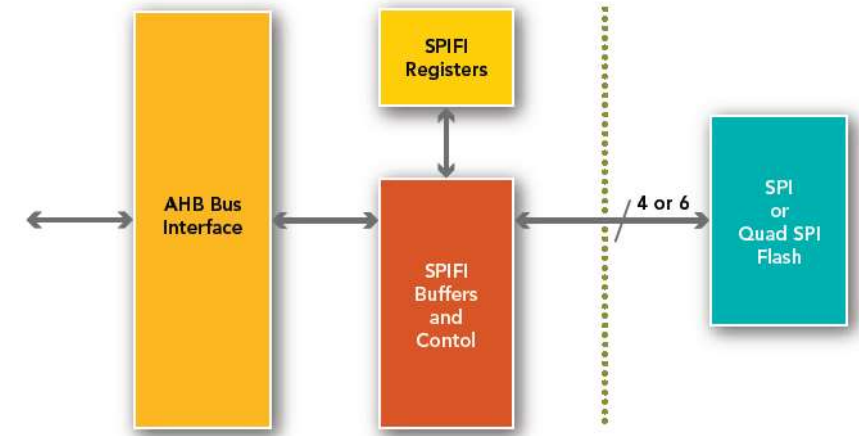 AHB Bus
Interface
SPIFI
Registers
SPIFI
Buffers
and
Contol
4 or 6
SPI
or
Quad SPI
Flash